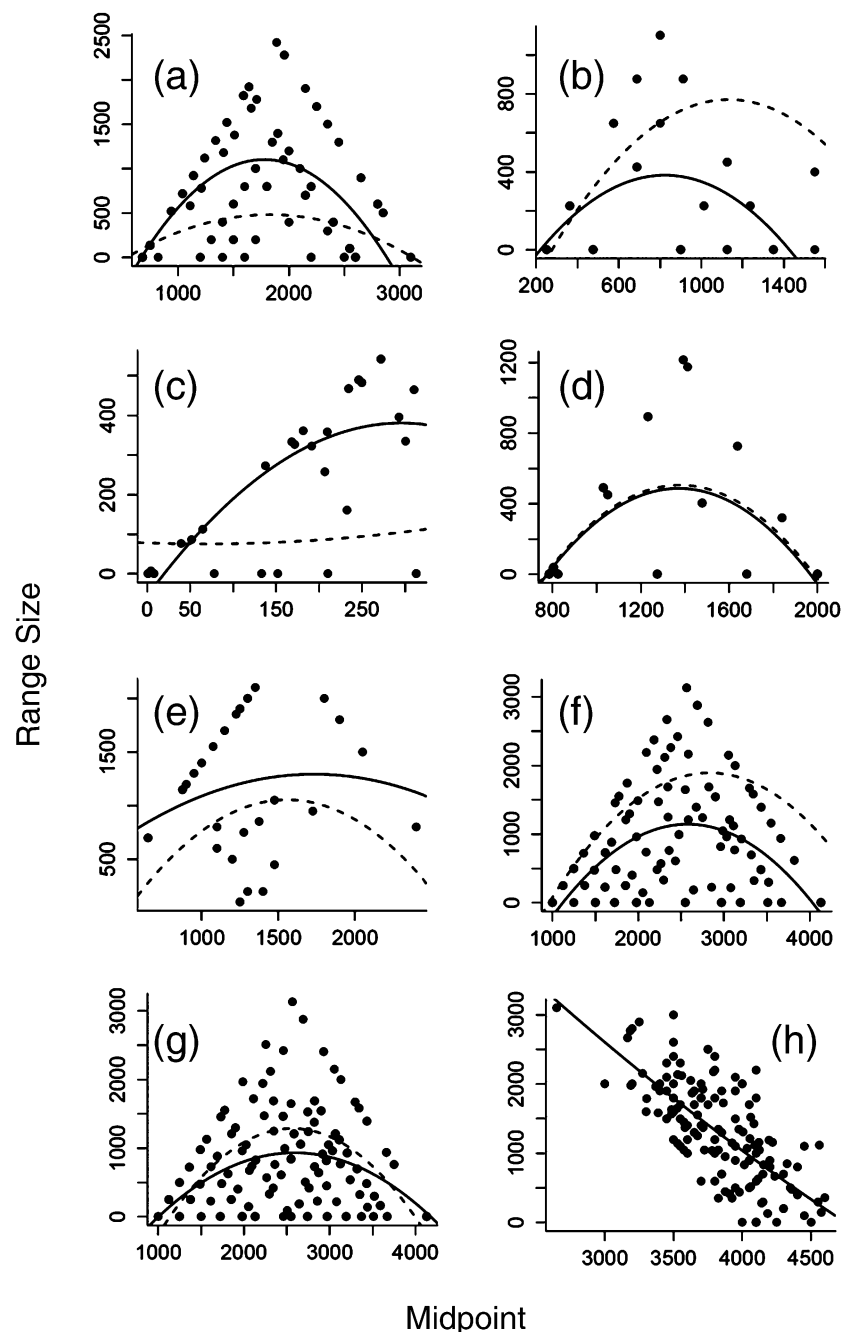 (a)
0 500 1500 2500
1000 2000 3000
(b)
0 400 800
200 600 1000 1400
(c)
0 200 400
0 50 150 250
(d)
0 400 800 1200
800 1200 1600 2000
(e)
500 1500
1000 1500 2000
(f)
0 1000 2000 3000
1000 2000 3000 4000
(g)
0 1000 2000 3000
1000 2000 3000 4000
(h)
0 1000 2000 3000
3000 3500 4000 4500
Range Size
Midpoint